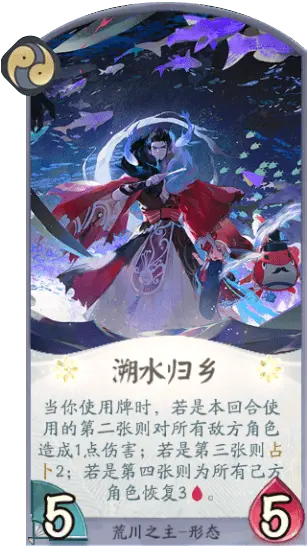 溯水归乡
当你使用牌时，若是本回合使
用的第二张则对所有敌方角色
造成1点伤害；若是第三张则占
卜2；若是第四张则为所有己方
角色恢复3。
5
5
荒川之主-形态